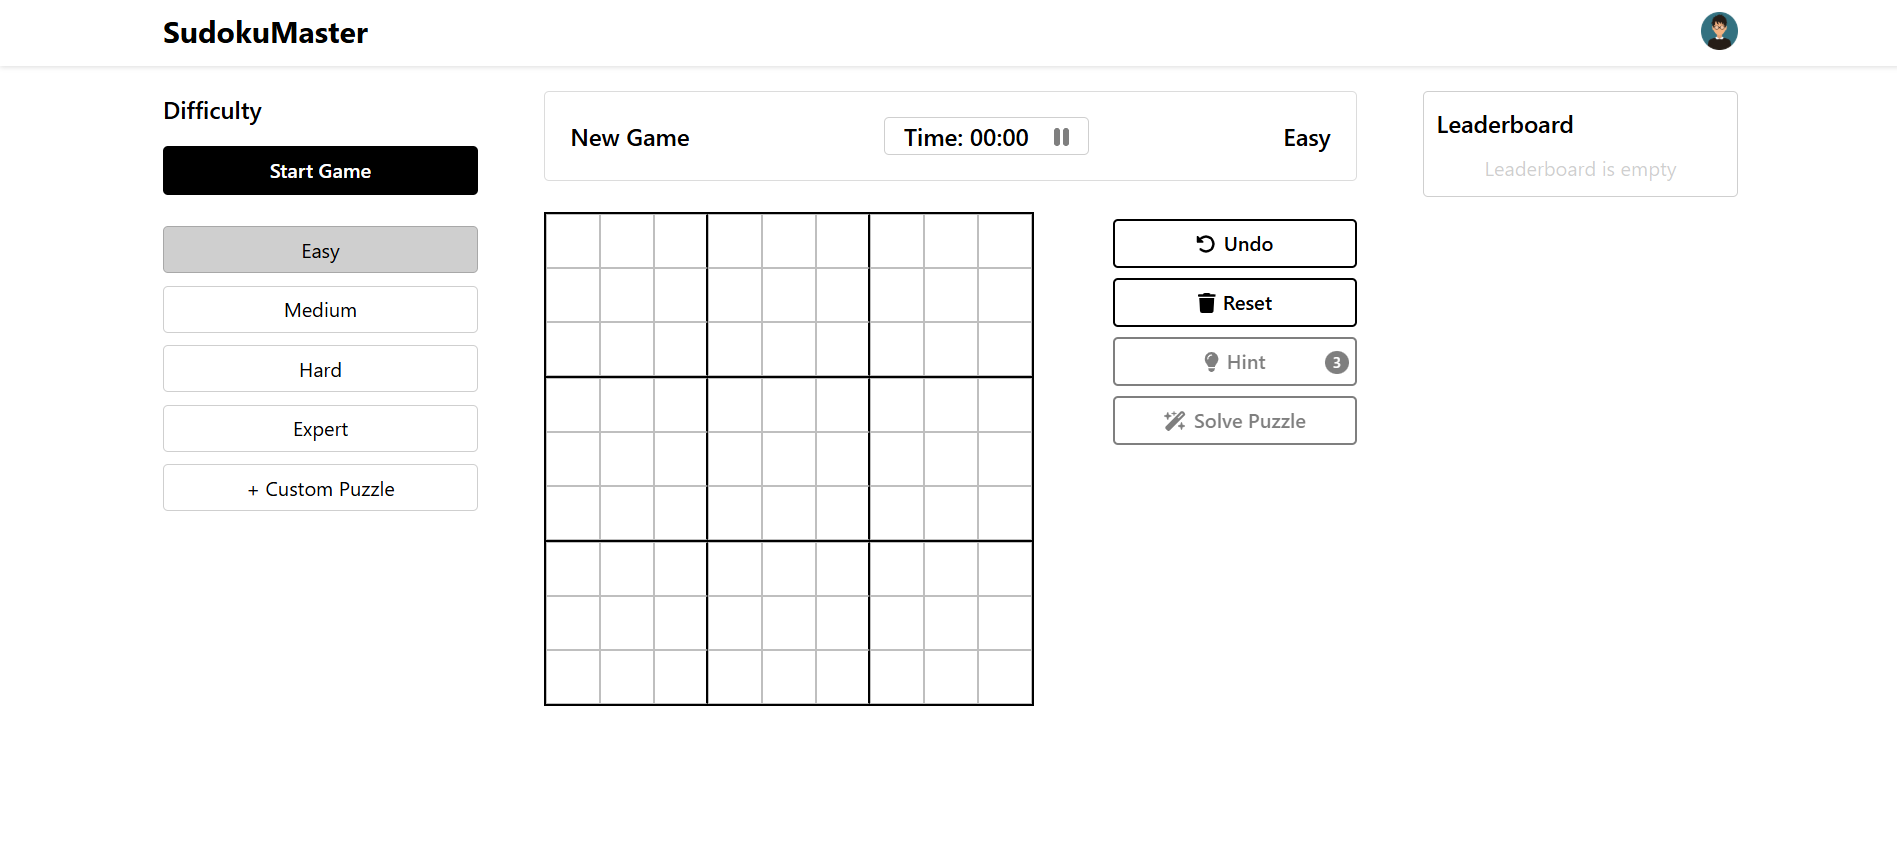 SudokuMaster
Difficulty
Start Game
Easy
Medium
Hard
Expert
+ Custom Puzzle
New Game
Time: 00:00
Easy
Undo
Reset
Hint 3
Solve Puzzle
Leaderboard
Leaderboard is empty